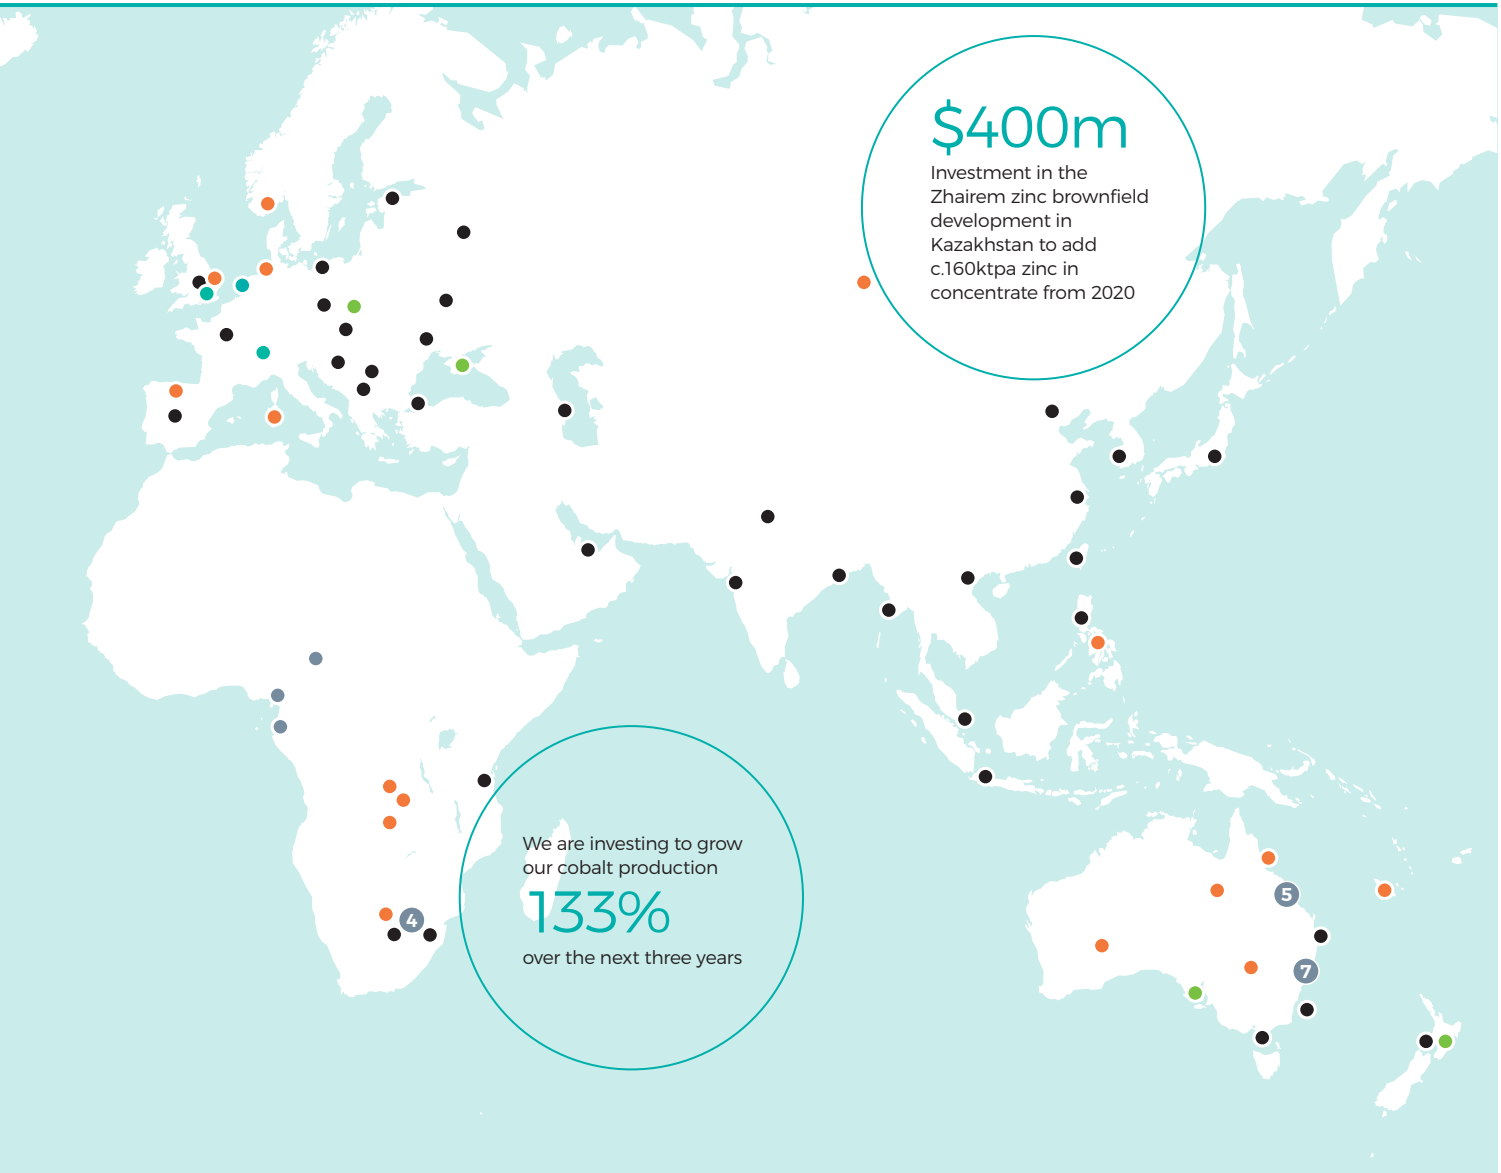 $400m
Investment in the
Zhairem zinc brownfield
development in
Kazakhstan to add
c.160ktpa zinc in
concentrate from 2020
We are investing to grow
our cobalt production
133%
over the next three years
4
5
7